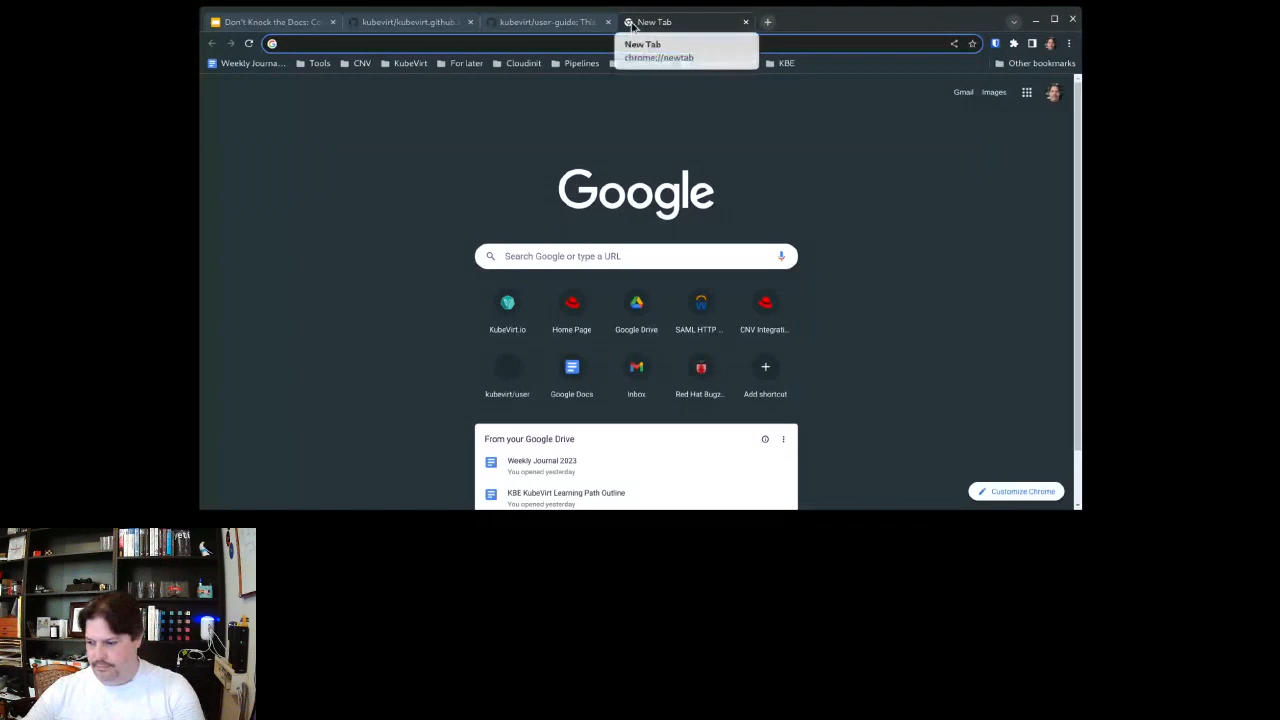 Don't Knock the Docs: Co
kubevirt/kubevirt.github.i
kubevirt/user-guide: This
New Tab
New Tab
chrome://newtab
Weekly Journa...
Tools
CNV
KubeVirt
For later
Cloudinit
Pipelines
KBE
Other bookmarks
Gmail
Images
Google
Search Google or type a URL
KubeVirt.io
Home Page
Google Drive
SAML HTTP ...
CNV Integrati...
kubevirt/user
Google Docs
Inbox
Red Hat Bugz...
Add shortcut
From your Google Drive
Weekly Journal 2023
You opened yesterday
KBE KubeVirt Learning Path Outline
You opened yesterday
Customize Chrome